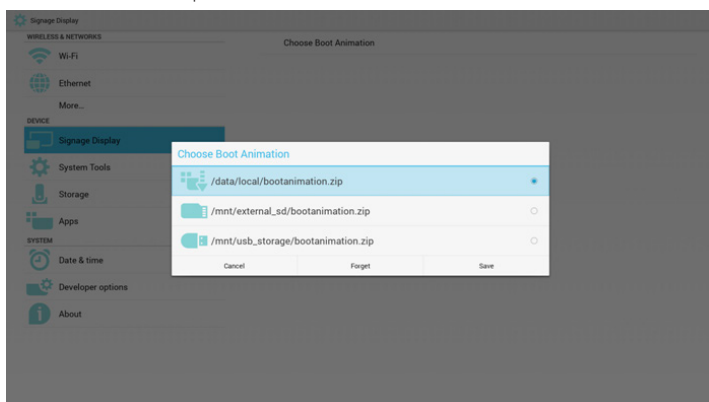 Signage Display
WIRELESS & NETWORKS
Choose Boot Animation
Wi-Fi
Ethernet
More...
DEVICE
Signage Display
System Tools
Storage
Apps
SYSTEM
Date & time
Developer options
About
Choose Boot Animation
/data/local/bootanimation.zip
/mnt/external_sd/bootanimation.zip
/mnt/usb_storage/bootanimation.zip
Cancel Forget Save